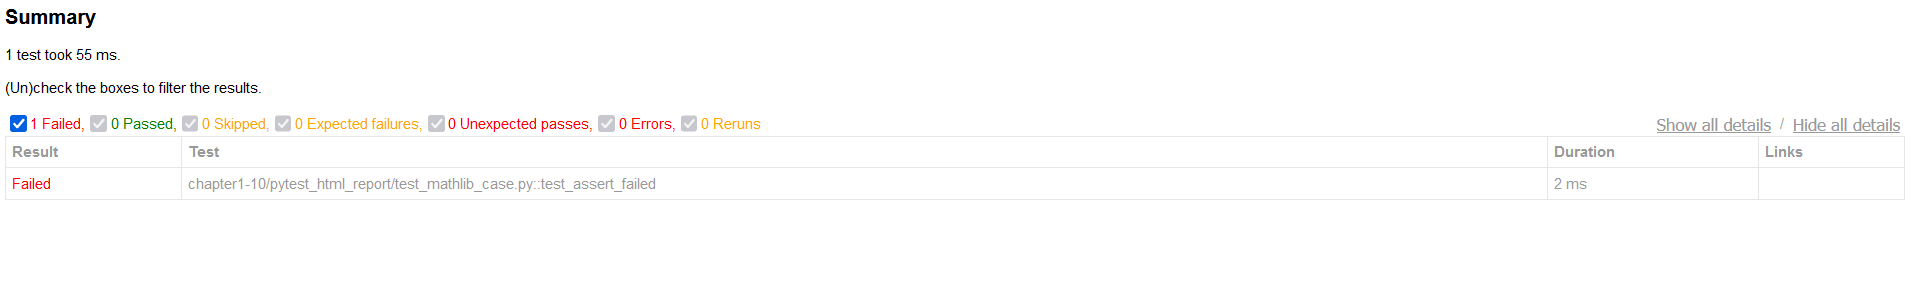 Summary
1 test took 55 ms.
(Un)check the boxes to filter the results.
1 Failed, 0 Passed, 0 Skipped, 0 Expected failures, 0 Unexpected passes, 0 Errors, 0 Reruns
Show all details / Hide all details
Result Test Duration Links
Failed chapter1-10/pytest_html_report/test_mathlib_case.py::test_assert_failed 2 ms